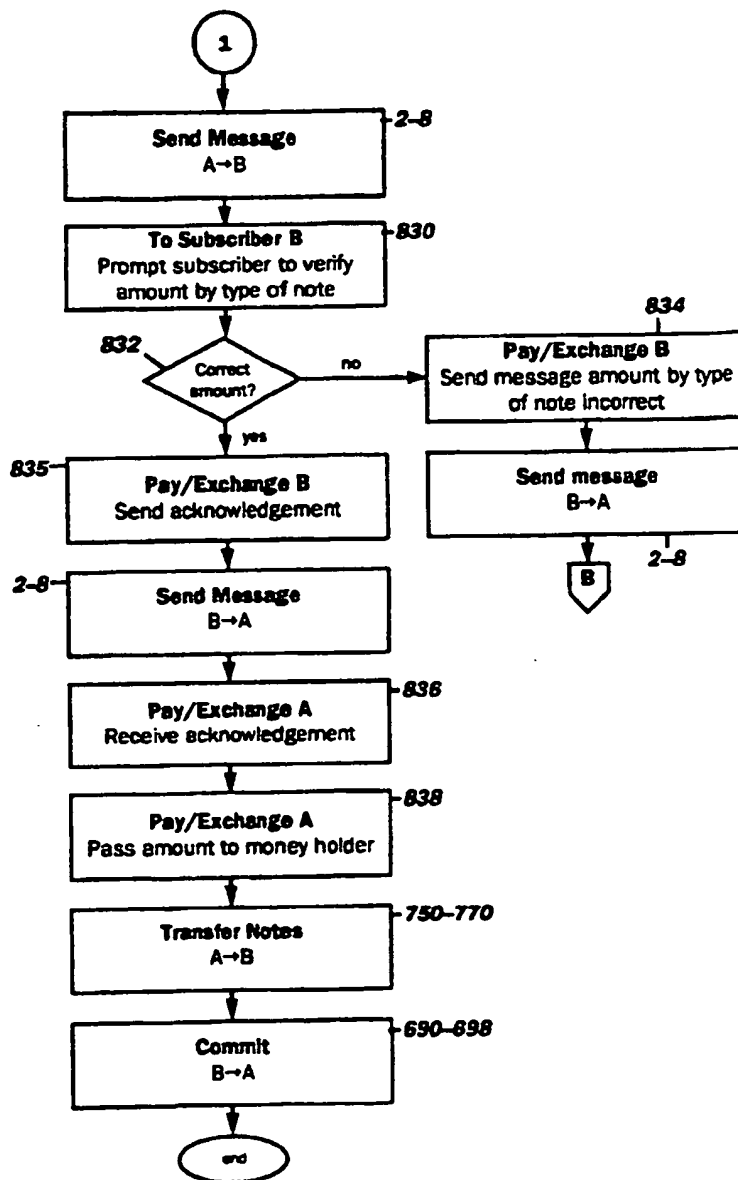 1
Send Message
A→B
2-8
To Subscriber B
Prompt subscriber to verify
amount by type of note
830
832
Correct
amount?
no
yes
834
Pay/Exchange B
Send message amount by type
of note incorrect
Send message
B→A
2-8
B
835
Pay/Exchange B
Send acknowledgement
2-8
Send Message
B→A
Pay/Exchange A
Receive acknowledgement
836
Pay/Exchange A
Pass amount to money holder
838
Transfer Notes
A→B
750-770
Commit
B→A
690-698
end